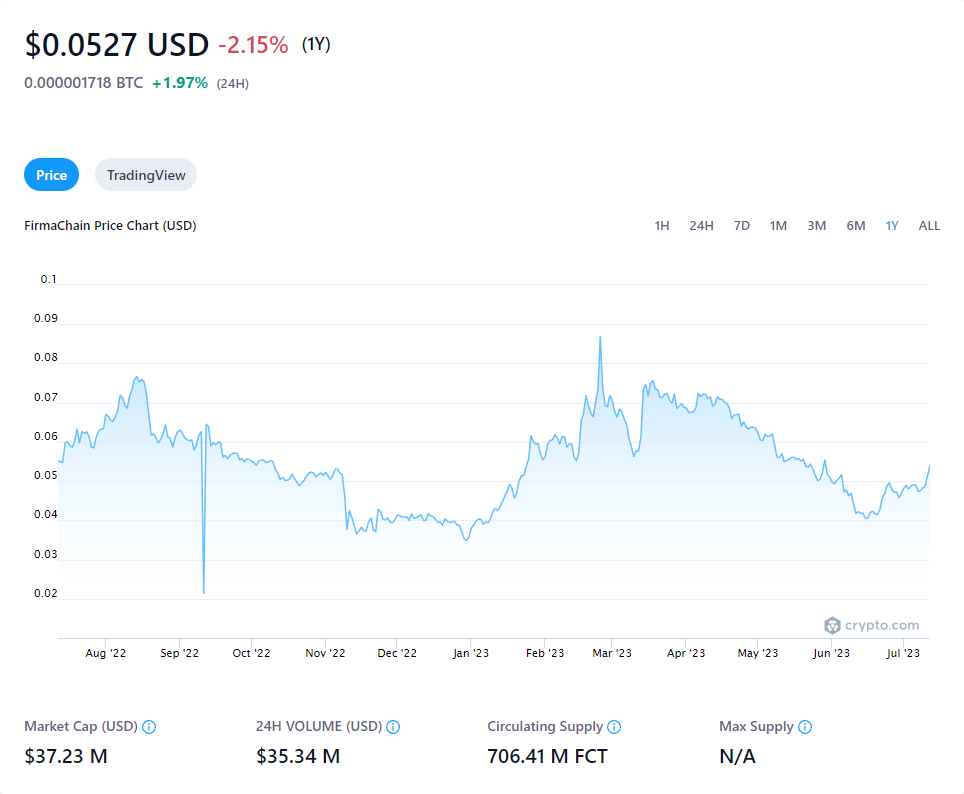 $0.0527 USD -2.15% (1Y)
0.000001718 BTC +1.97% (24H)
Price TradingView
FirmaChain Price Chart (USD) 1H 24H 7D 1M 3M 6M 1Y ALL
0.1
0.09
0.08
0.07
0.06
0.05
0.04
0.03
0.02
crypto.com
Aug '22 Sep '22 Oct '22 Nov '22 Dec '22 Jan '23 Feb '23 Mar '23 Apr '23 May '23 Jun '23 Jul '23
Market Cap (USD) 24H VOLUME (USD) Circulating Supply Max Supply
$37.23 M $35.34 M 706.41 M FCT N/A